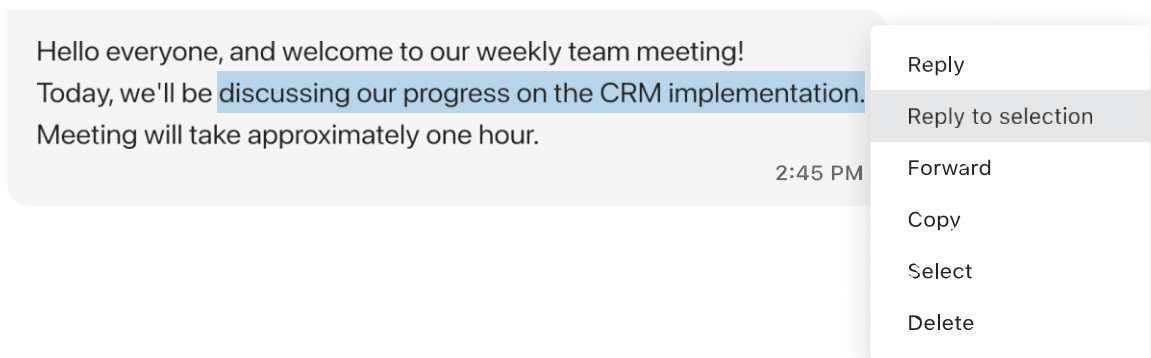 Hello everyone, and welcome to our weekly team meeting!
Today, we'll be discussing our progress on the CRM implementation.
Meeting will take approximately one hour.
2:45 PM
Reply
Reply to selection
Forward
Copy
Select
Delete